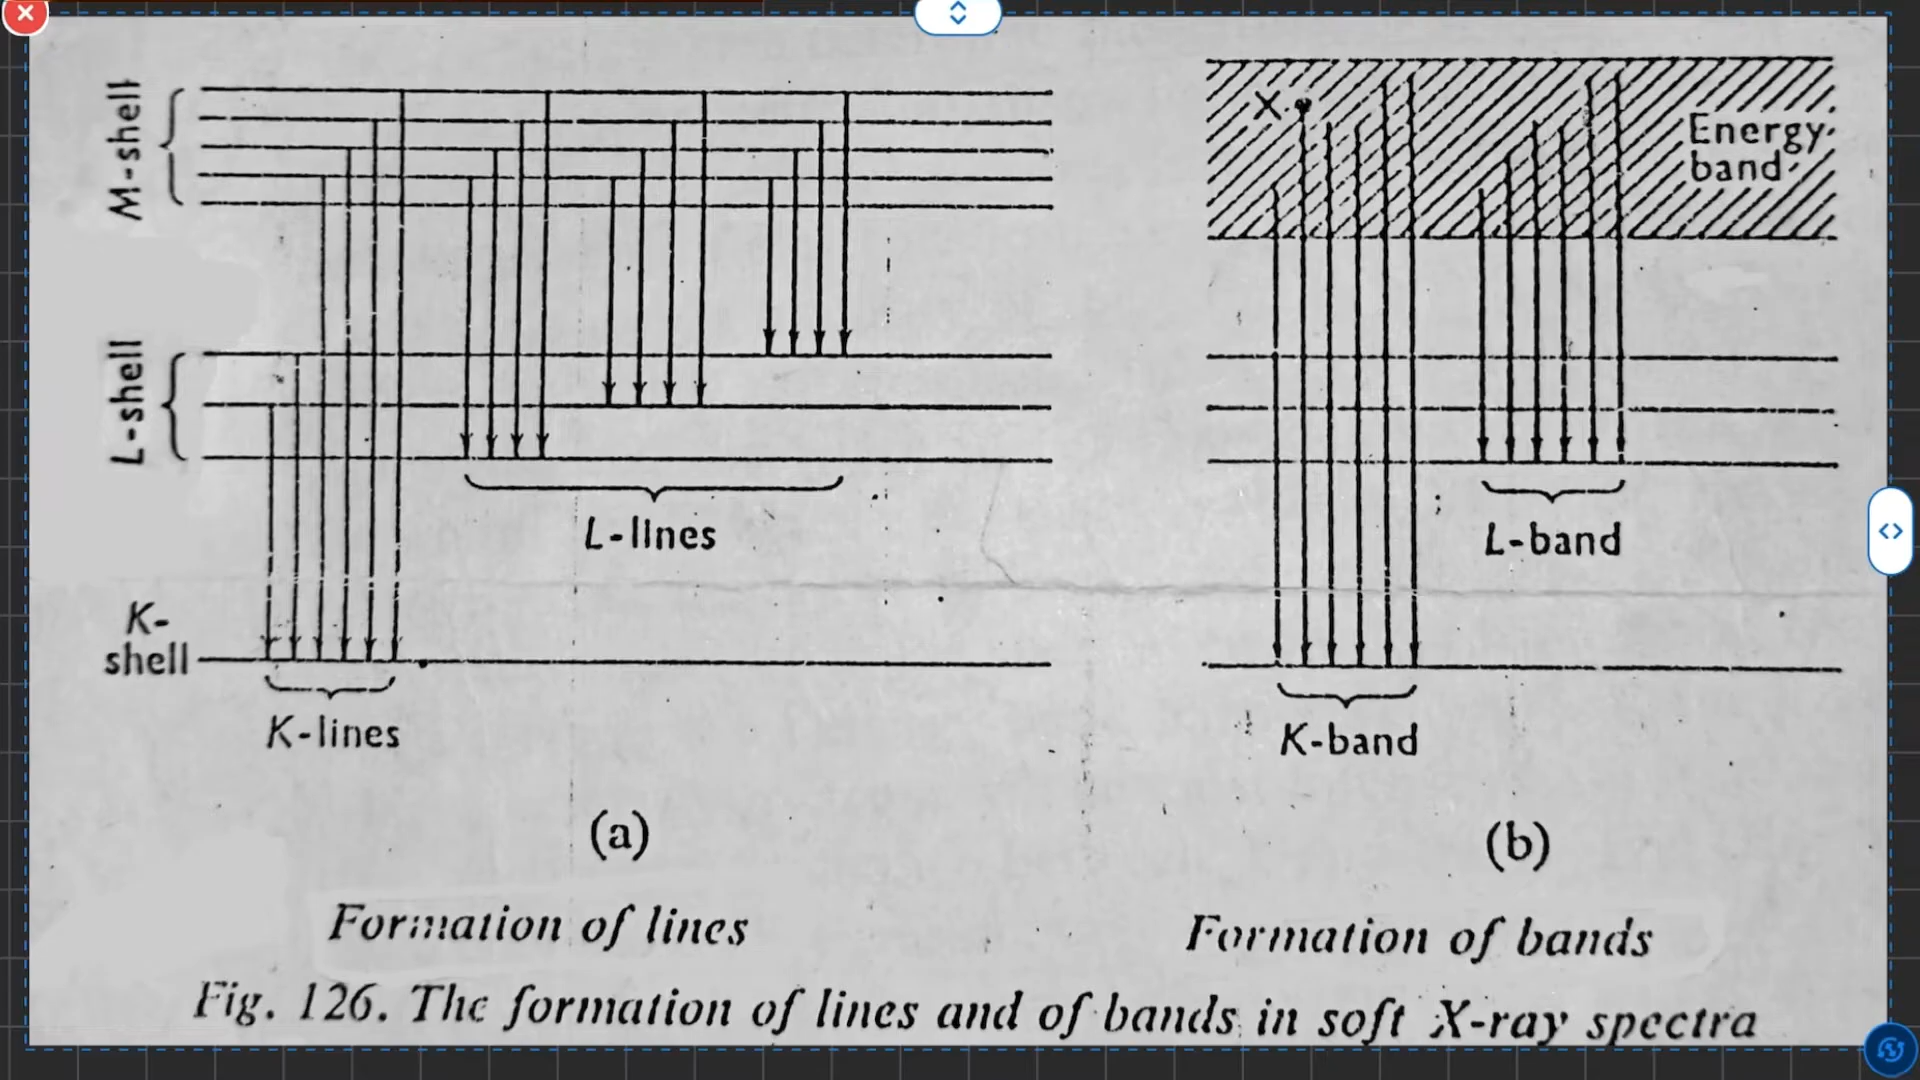 M-shell
L-shell
K-
shell
L-lines
K-lines
(a)
Formation of lines
X
Energy
band
L-band
K-band
(b)
Formation of bands
Fig. 126. The formation of lines and of bands in soft X-ray spectra